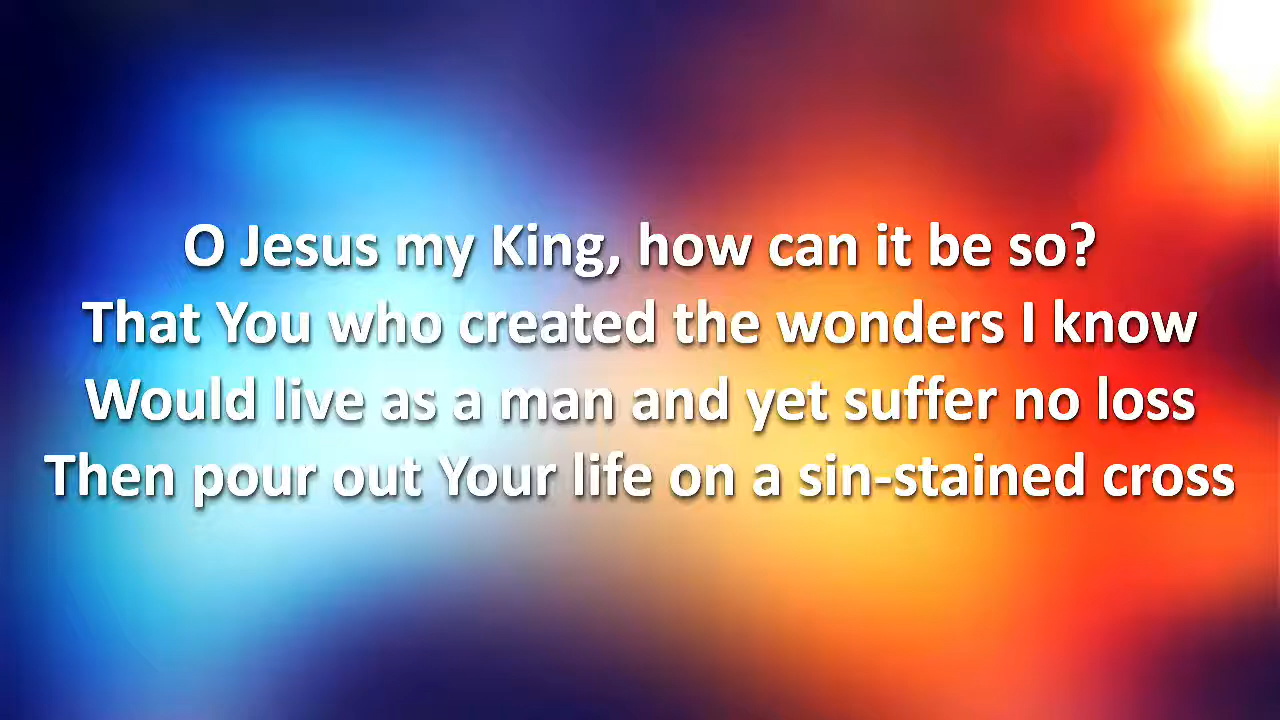 O Jesus my King, how can it be so?
That You who created the wonders I know
Would live as a man and yet suffer no loss
Then pour out Your life on a sin-stained cross